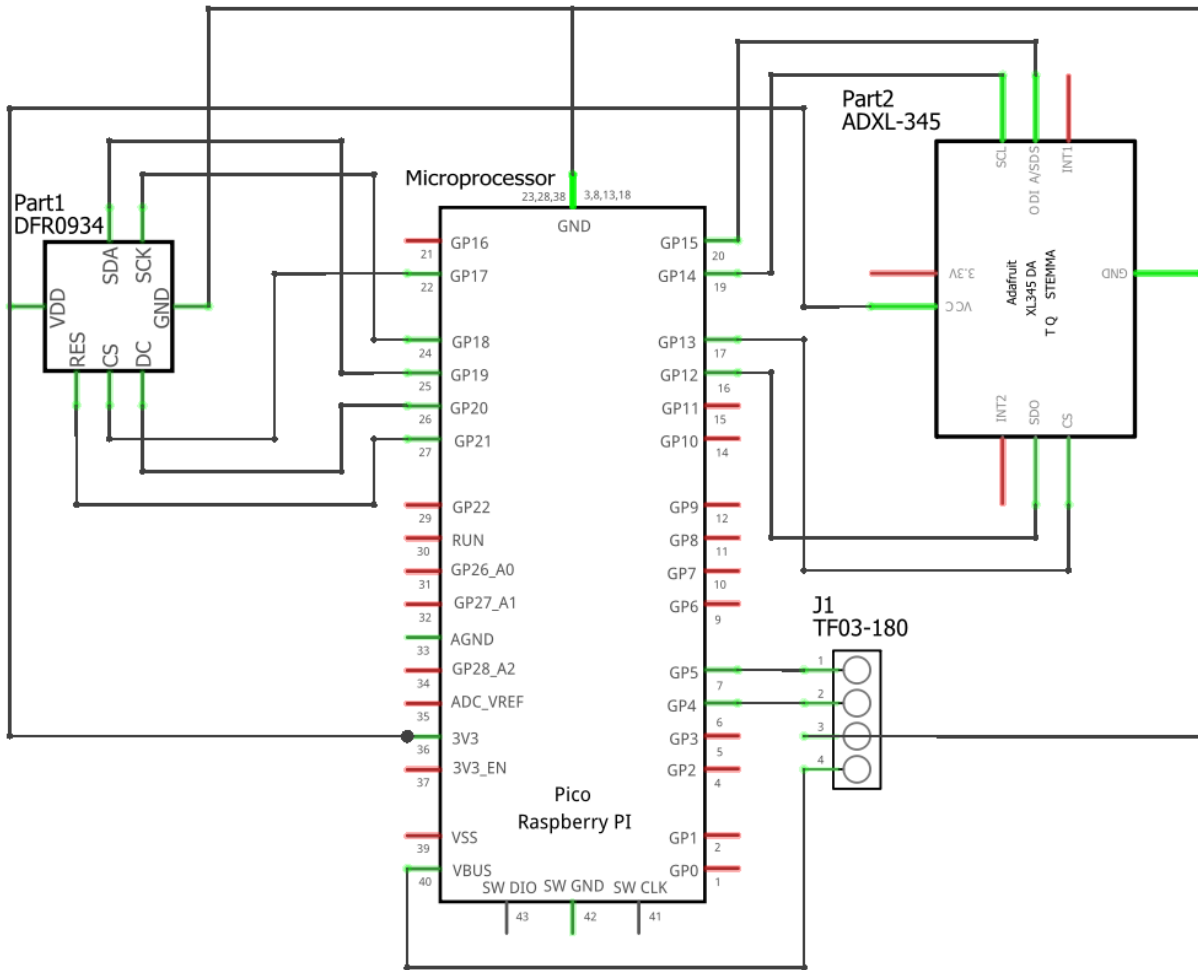 Part2
ADXL-345
SCL
ODI A/SDS
INT1
3.3V
VCC
GND
Adafruit
XL345 DA
T Q STEMMA
INT2
SDO
CS
Part1
DFR0934
SDA
SCK
VDD
GND
RES
CS
DC
Microprocessor
23,28,38
3,8,13,18
GND
GP16
21
GP17
22
GP18
24
GP19
25
GP20
26
GP21
27
GP22
29
RUN
30
GP26_A0
31
GP27_A1
32
AGND
33
GP28_A2
34
ADC_VREF
35
3V3
36
3V3_EN
37
VSS
39
VBUS
40
GP15
20
GP14
19
GP13
17
GP12
16
GP11
15
GP10
14
GP9
12
GP8
11
GP7
10
GP6
9
GP5
7
GP4
6
GP3
5
GP2
4
GP1
2
GP0
1
Pico
Raspberry PI
SW DIO
43
SW GND
42
SW CLK
41
J1
TF03-180
1
2
3
4